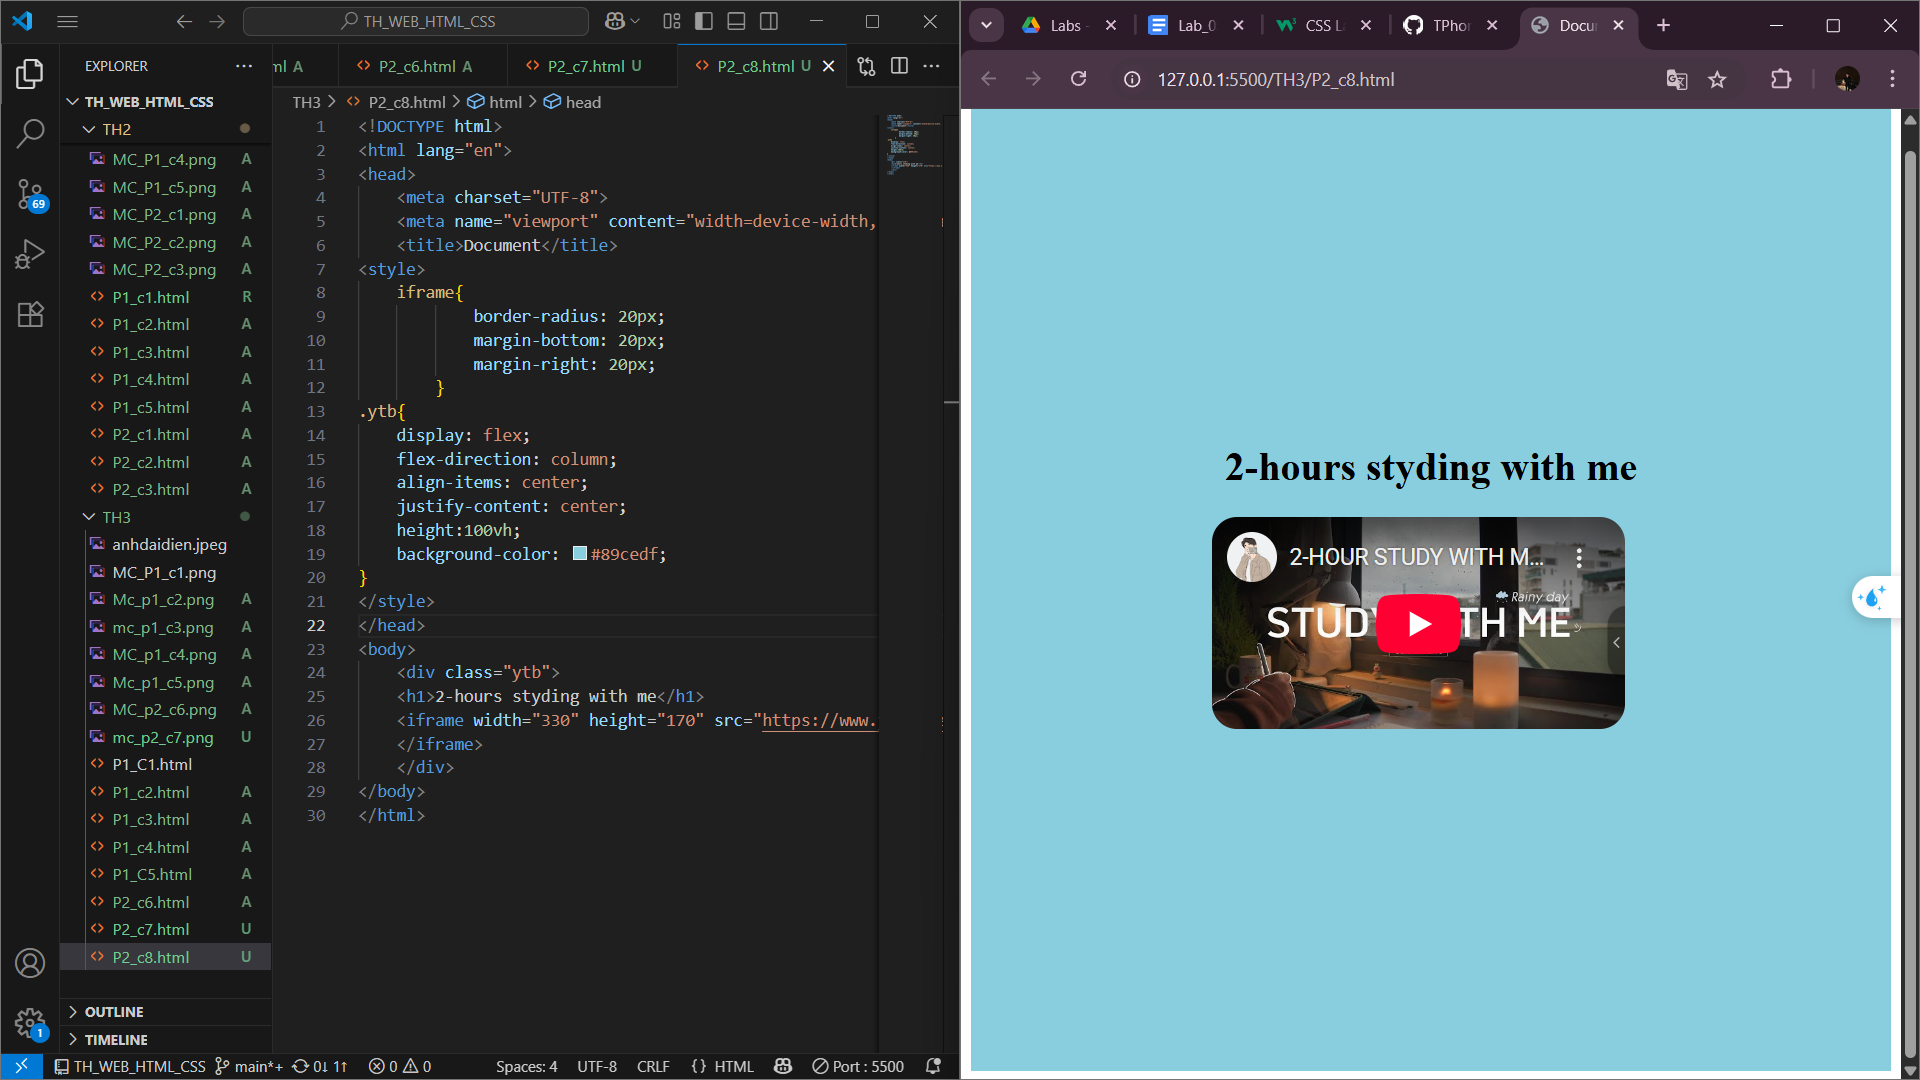 TH_WEB_HTML_CSS
EXPLORER
TH_WEB_HTML_CSS
TH2
MC_P1_c4.png A
MC_P1_c5.png A
MC_P2_c1.png A
MC_P2_c2.png A
MC_P2_c3.png A
P1_c1.html R
P1_c2.html A
P1_c3.html A
P1_c4.html A
P1_c5.html A
P2_c1.html A
P2_c2.html A
P2_c3.html A
TH3
anhdaidien.jpeg
MC_P1_c1.png
Mc_p1_c2.png A
mc_p1_c3.png A
MC_p1_c4.png A
Mc_p1_c5.png A
MC_p2_c6.png A
mc_p2_c7.png U
P1_C1.html
P1_c2.html A
P1_c3.html A
P1_c4.html A
P1_C5.html A
P2_c6.html A
P2_c7.html U
P2_c8.html U
OUTLINE
TIMELINE
69
1
ml A
P2_c6.html A
P2_c7.html U
P2_c8.html U
TH3 > P2_c8.html > html > head
1 <!DOCTYPE html>
2 <html lang="en">
3 <head>
4 <meta charset="UTF-8">
5 <meta name="viewport" content="width=device-width,
6 <title>Document</title>
7 <style>
8 iframe{
9 border-radius: 20px;
10 margin-bottom: 20px;
11 margin-right: 20px;
12 }
13 .ytb{
14 display: flex;
15 flex-direction: column;
16 align-items: center;
17 justify-content: center;
18 height:100vh;
19 background-color: #89cedf;
20 }
21 </style>
22 </head>
23 <body>
24 <div class="ytb">
25 <h1>2-hours styding with me</h1>
26 <iframe width="330" height="170" src="https://www.
27 </iframe>
28 </div>
29 </body>
30 </html>
TH_WEB_HTML_CSS main*+ 0↓ 1↑ 0 0 Spaces: 4 UTF-8 CRLF {} HTML Port : 5500
Labs
Lab_0
CSS L
TPhon
Docu
127.0.0.1:5500/TH3/P2_c8.html
2-hours styding with me
2-HOUR STUDY WITH M...
Rainy day
STUD TH ME